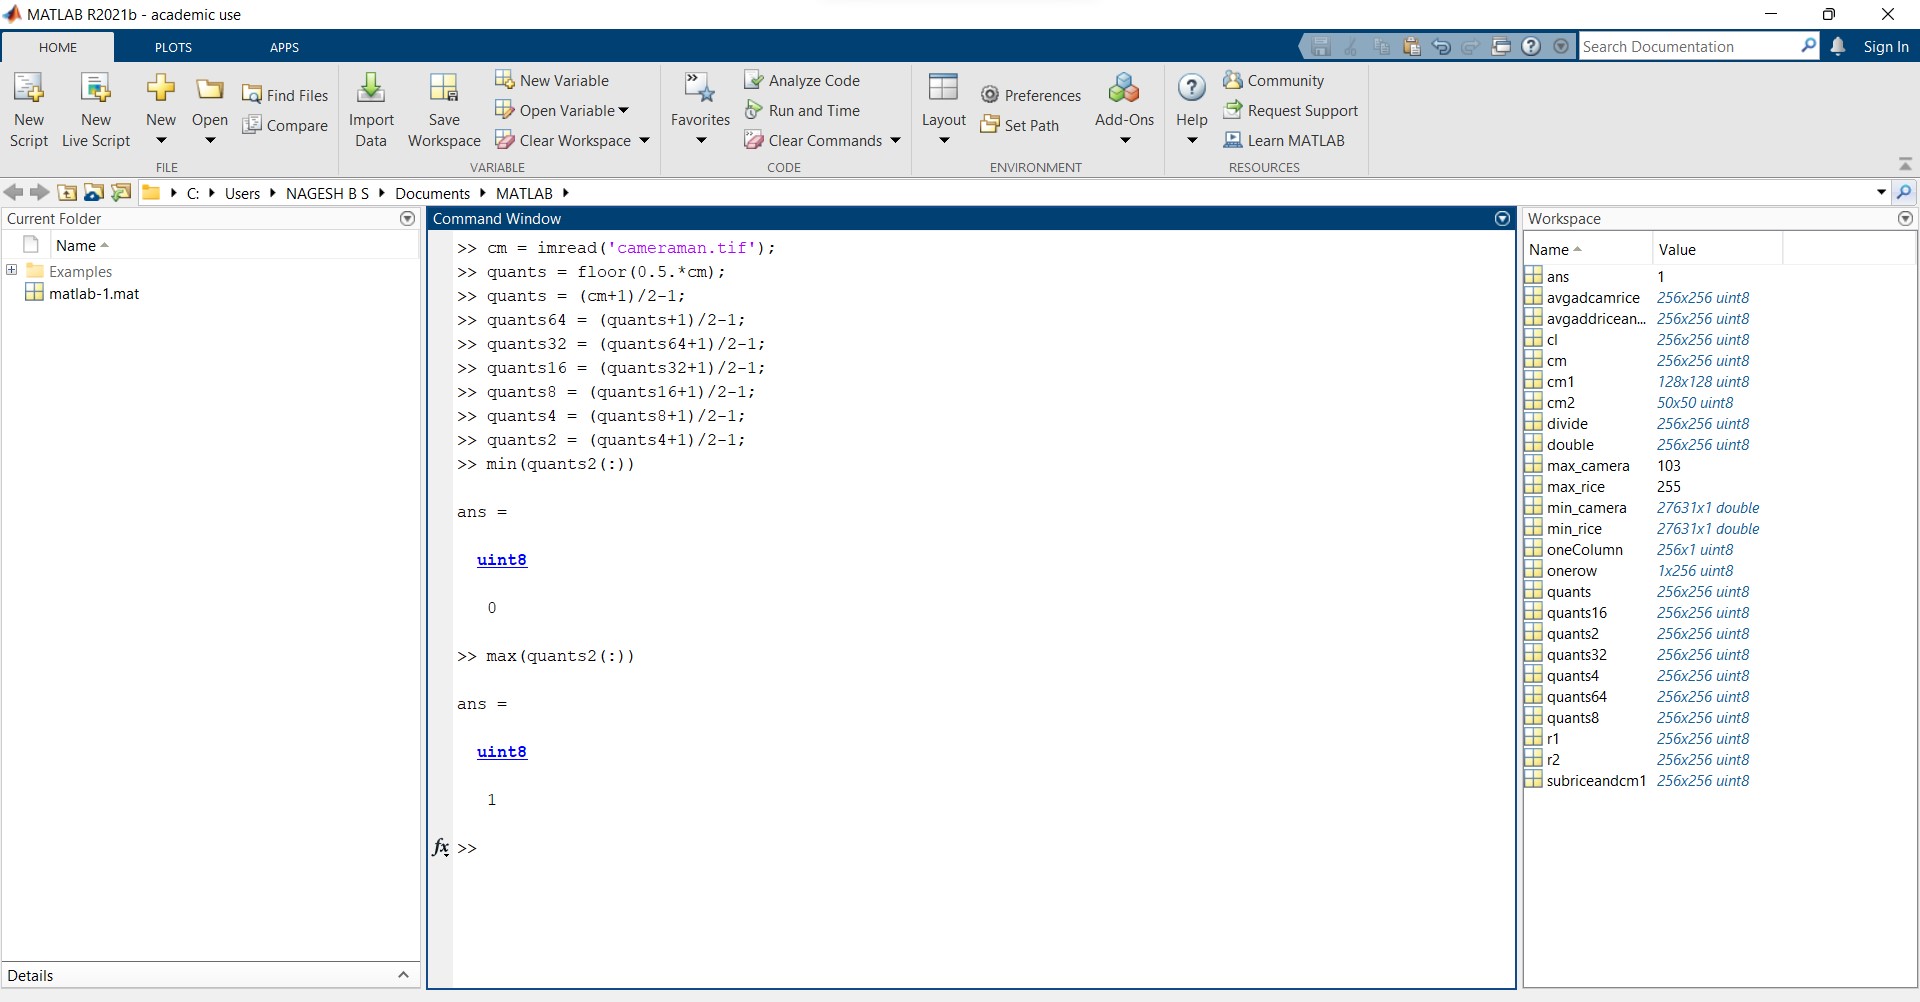 MATLAB R2021b - academic use
HOME PLOTS APPS
Search Documentation
Sign In
New Script
New Live Script
New
Open
Find Files
Compare
FILE
Import Data
Save Workspace
New Variable
Open Variable
Clear Workspace
VARIABLE
Favorites
Analyze Code
Run and Time
Clear Commands
CODE
Layout
Preferences
Set Path
Add-Ons
ENVIRONMENT
Help
Community
Request Support
Learn MATLAB
RESOURCES
C: Users NAGESH B S Documents MATLAB
Current Folder
Name
Examples
matlab-1.mat
Details
Command Window
>> cm = imread('cameraman.tif');
>> quants = floor(0.5.*cm);
>> quants = (cm+1)/2-1;
>> quants64 = (quants+1)/2-1;
>> quants32 = (quants64+1)/2-1;
>> quants16 = (quants32+1)/2-1;
>> quants8 = (quants16+1)/2-1;
>> quants4 = (quants8+1)/2-1;
>> quants2 = (quants4+1)/2-1;
>> min(quants2(:))
ans =
uint8
0
>> max(quants2(:))
ans =
uint8
1
fx >>
Workspace
Name Value
ans 1
avgadcamrice 256x256 uint8
avgaddricean... 256x256 uint8
cl 256x256 uint8
cm 256x256 uint8
cm1 128x128 uint8
cm2 50x50 uint8
divide 256x256 uint8
double 256x256 uint8
max_camera 103
max_rice 255
min_camera 27631x1 double
min_rice 27631x1 double
oneColumn 256x1 uint8
onerow 1x256 uint8
quants 256x256 uint8
quants16 256x256 uint8
quants2 256x256 uint8
quants32 256x256 uint8
quants4 256x256 uint8
quants64 256x256 uint8
quants8 256x256 uint8
r1 256x256 uint8
r2 256x256 uint8
subriceandcm1 256x256 uint8